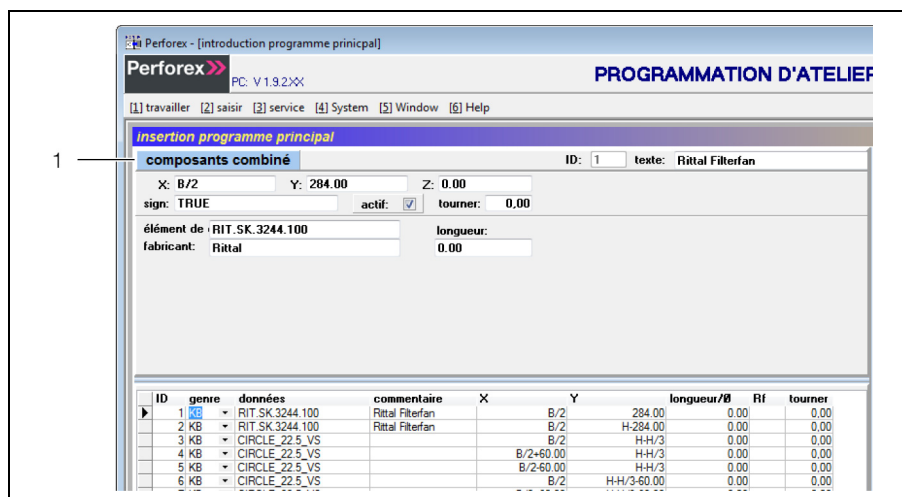 Perforex - [introduction programme prinicpal]
Perforex PC: V 1.9.2.XX PROGRAMMATION D'ATELIER
[1] travailler [2] saisir [3] service [4] System [5] Window [6] Help
insertion programme principal
1 composants combiné ID: 1 texte: Rittal Filterfan
X: B/2 Y: 284.00 Z: 0.00
sign: TRUE actif: tourner: 0,00
élément de RIT.SK.3244.100 longueur:
fabricant: Rittal 0.00
ID genre données commentaire X Y longueur/Ø Rf tourner
1 KB RIT.SK.3244.100 Rittal Filterfan B/2 284.00 0.00 0,00
2 KB RIT.SK.3244.100 Rittal Filterfan B/2 H-284.00 0.00 0,00
3 KB CIRCLE_22.5_VS B/2 H-H/3 0.00 0,00
4 KB CIRCLE_22.5_VS B/2+60.00 H-H/3 0.00 0,00
5 KB CIRCLE_22.5_VS B/2-60.00 H-H/3 0.00 0,00
6 KB CIRCLE_22.5_VS B/2 H-H/3-60.00 0.00 0,00